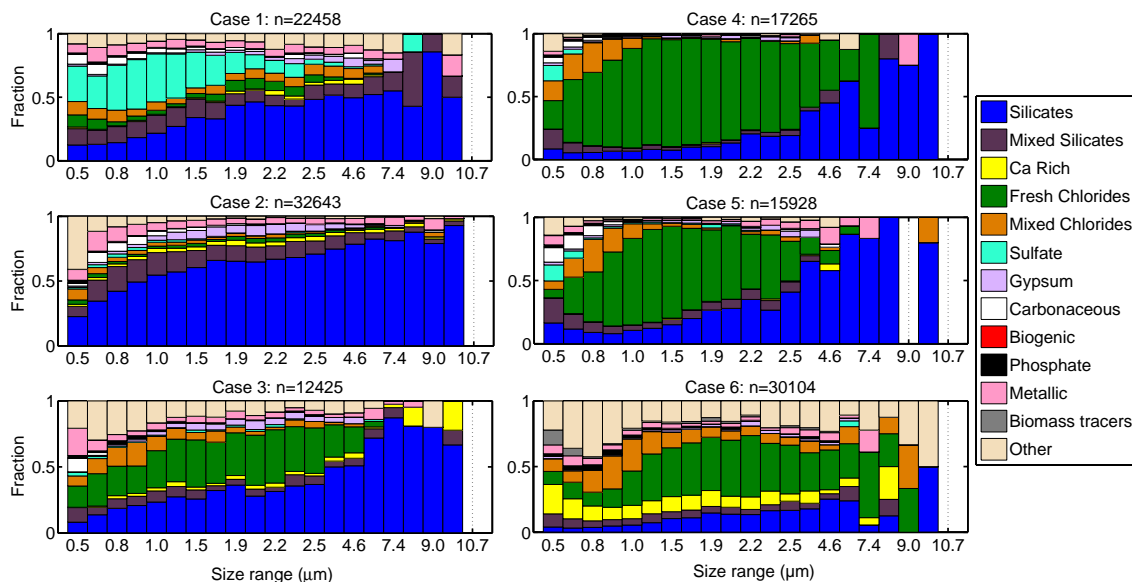 Case 1: n=22458
Fraction
1
0.5
0
0.5 0.8 1.0 1.5 1.9 2.2 2.5 4.6 7.4 9.0 10.7
Case 4: n=17265
1
0.5
0
0.5 0.8 1.0 1.5 1.9 2.2 2.5 4.6 7.4 9.0 10.7
Case 2: n=32643
Fraction
1
0.5
0
0.5 0.8 1.0 1.5 1.9 2.2 2.5 4.6 7.4 9.0 10.7
Case 5: n=15928
1
0.5
0
0.5 0.8 1.0 1.5 1.9 2.2 2.5 4.6 7.4 9.0 10.7
Case 3: n=12425
Fraction
1
0.5
0
0.5 0.8 1.0 1.5 1.9 2.2 2.5 4.6 7.4 9.0 10.7
Size range (μm)
Case 6: n=30104
1
0.5
0
0.5 0.8 1.0 1.5 1.9 2.2 2.5 4.6 7.4 9.0 10.7
Size range (μm)
Silicates
Mixed Silicates
Ca Rich
Fresh Chlorides
Mixed Chlorides
Sulfate
Gypsum
Carbonaceous
Biogenic
Phosphate
Metallic
Biomass tracers
Other